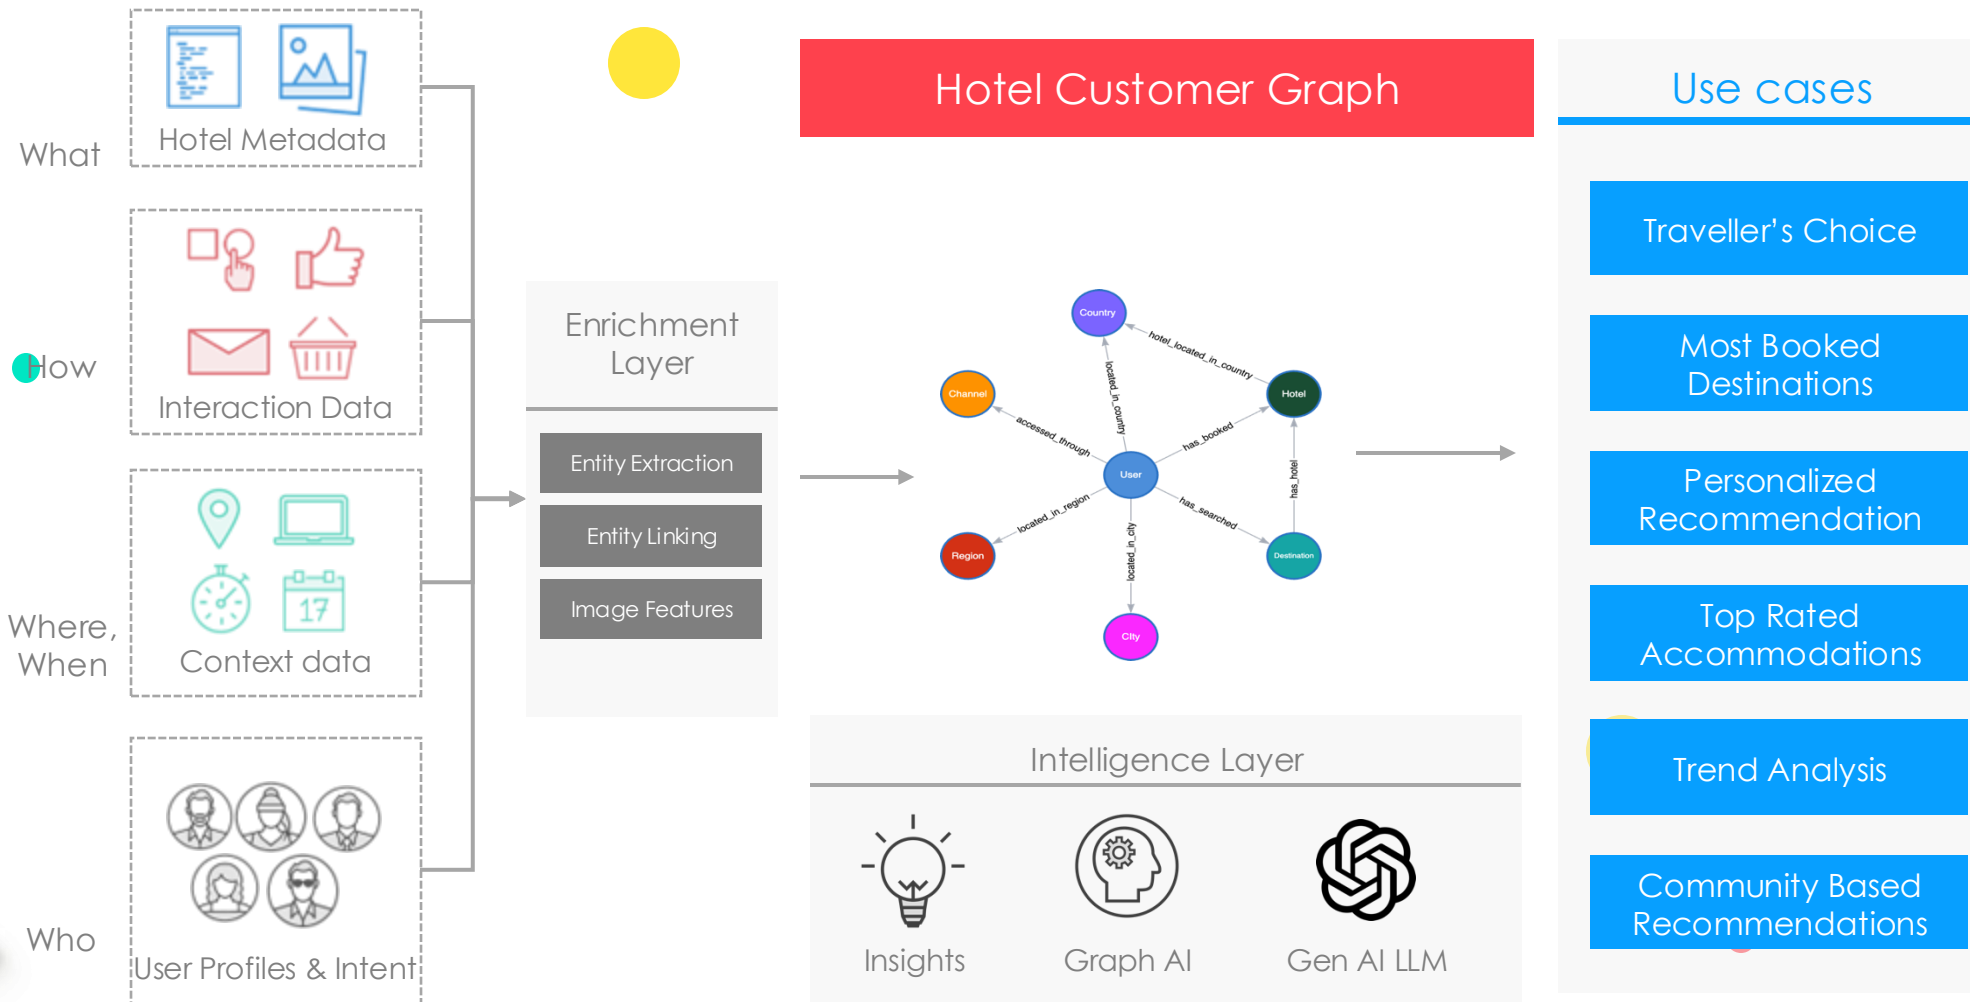 What
Hotel Metadata
How
Interaction Data
Where,
When
Context data
17
Who
User Profiles & Intent
Enrichment
Layer
Entity Extraction
Entity Linking
Image Features
Hotel Customer Graph
Country
hotel_located_in_country
located_in_country
Channel
Hotel
accessed_through
has_booked
User
has_hotel
located_in_region
has_searched
located_in_city
Region
Destination
CIty
Intelligence Layer
Insights
Graph AI
Gen AI LLM
Use cases
Traveller's Choice
Most Booked
Destinations
Personalized
Recommendation
Top Rated
Accommodations
Trend Analysis
Community Based
Recommendations